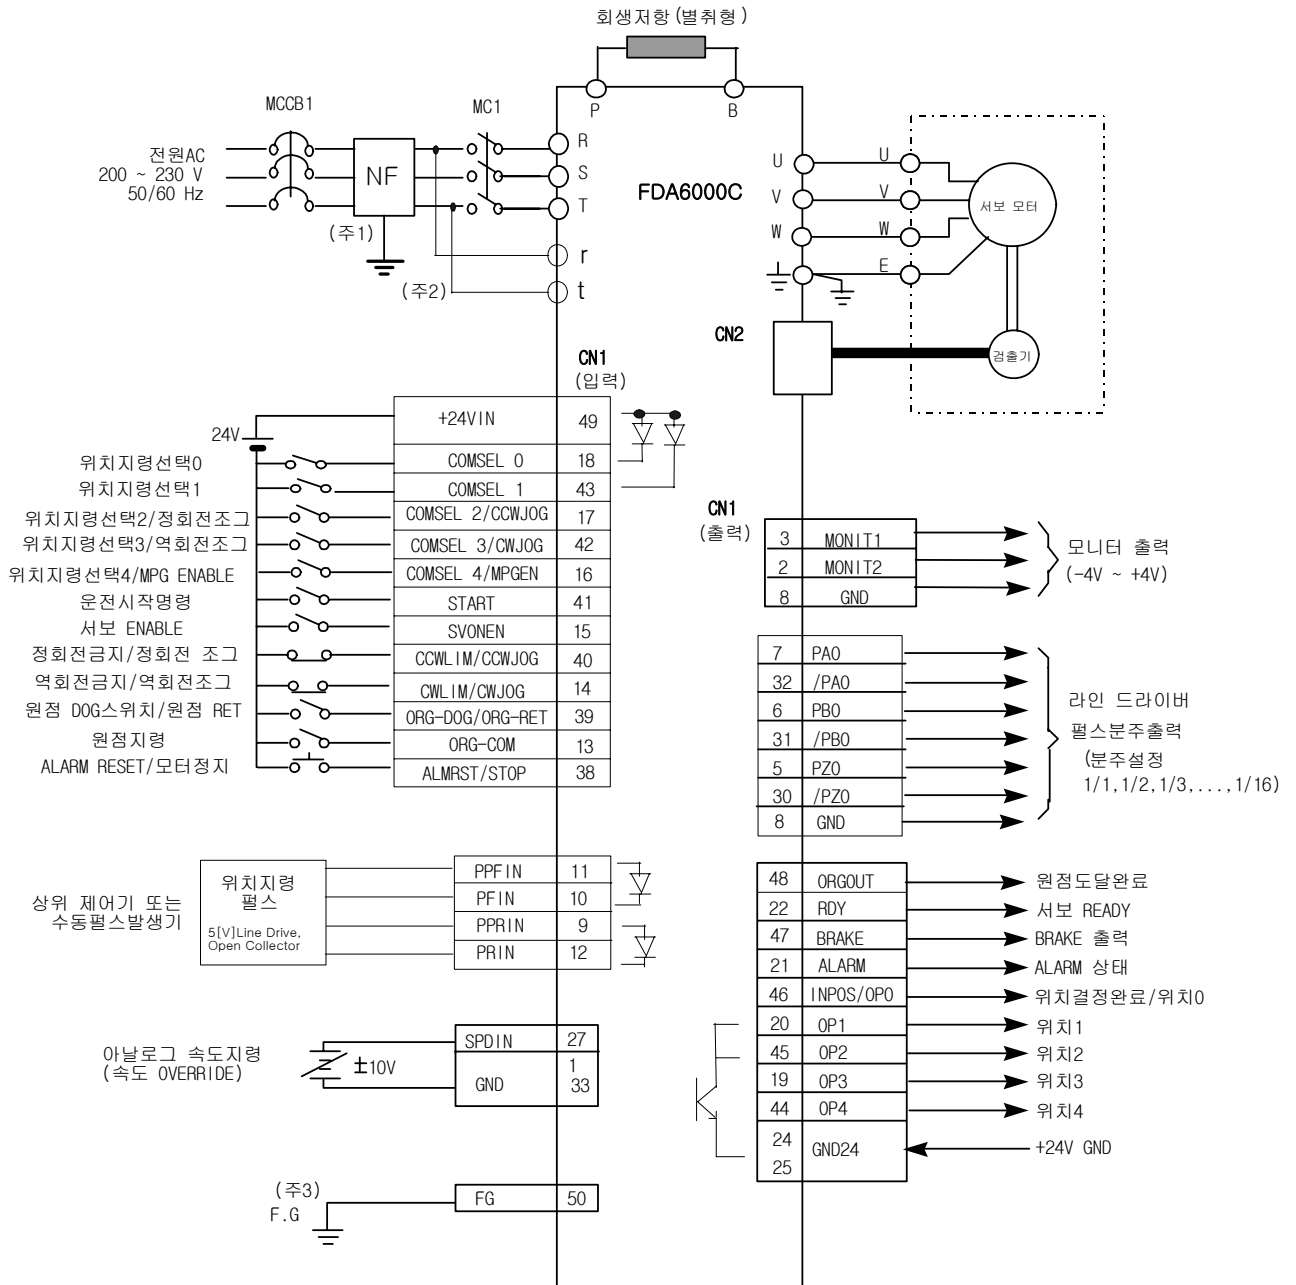 회생저항 (별취형)
P
B
MCCB1
MC1
전원AC
200 ~ 230 V
50/60 Hz
NF
(주1)
(주2)
R
S
T
r
t
FDA6000C
U
V
W
U
V
W
E
서보 모터
검출기
CN2
CN1
(입력)
24V
+24VIN 49
위치지령선택0 COMSEL 0 18
위치지령선택1 COMSEL 1 43
위치지령선택2/정회전조그 COMSEL 2/CCWJOG 17
위치지령선택3/역회전조그 COMSEL 3/CWJOG 42
위치지령선택4/MPG ENABLE COMSEL 4/MPGEN 16
운전시작명령 START 41
서보 ENABLE SVONEN 15
정회전금지/정회전 조그 CCWLIM/CCWJOG 40
역회전금지/역회전조그 CWLIM/CWJOG 14
원점 DOG스위치/원점 RET ORG-DOG/ORG-RET 39
원점지령 ORG-COM 13
ALARM RESET/모터정지 ALMRST/STOP 38
상위 제어기 또는
수동펄스발생기
위치지령
펄스
5[V]Line Drive,
Open Collector
PPFIN 11
PFIN 10
PPRIN 9
PRIN 12
아날로그 속도지령
(속도 OVERRIDE)
±10V
SPDIN 27
1
GND 33
(주3)
F.G
FG 50
CN1
(출력)
3 MONIT1
2 MONIT2
8 GND
모니터 출력
(-4V ~ +4V)
7 PAO
32 /PAO
6 PBO
31 /PBO
5 PZO
30 /PZO
8 GND
라인 드라이버
펄스분주출력
(분주설정
1/1,1/2,1/3,...,1/16)
48 ORGOUT 원점도달완료
22 RDY 서보 READY
47 BRAKE BRAKE 출력
21 ALARM ALARM 상태
46 INPOS/OP0 위치결정완료/위치0
20 OP1 위치1
45 OP2 위치2
19 OP3 위치3
44 OP4 위치4
24
25
GND24 +24V GND